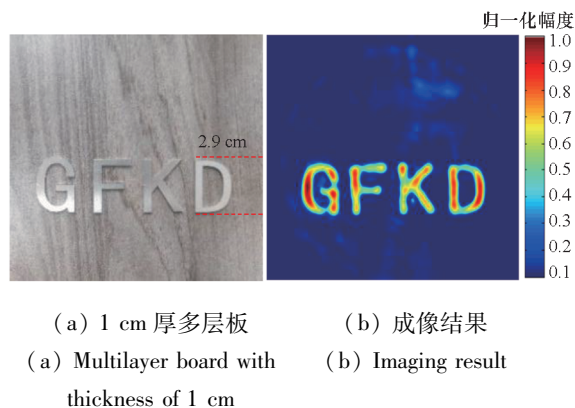 归一化幅度
1.0
0.9
0.8
0.7
0.6
0.5
0.4
0.3
0.2
0.1
2.9 cm
GFKD
GFKD
(a) 1 cm 厚多层板
(a) Multilayer board with
thickness of 1 cm
(b) 成像结果
(b) Imaging result